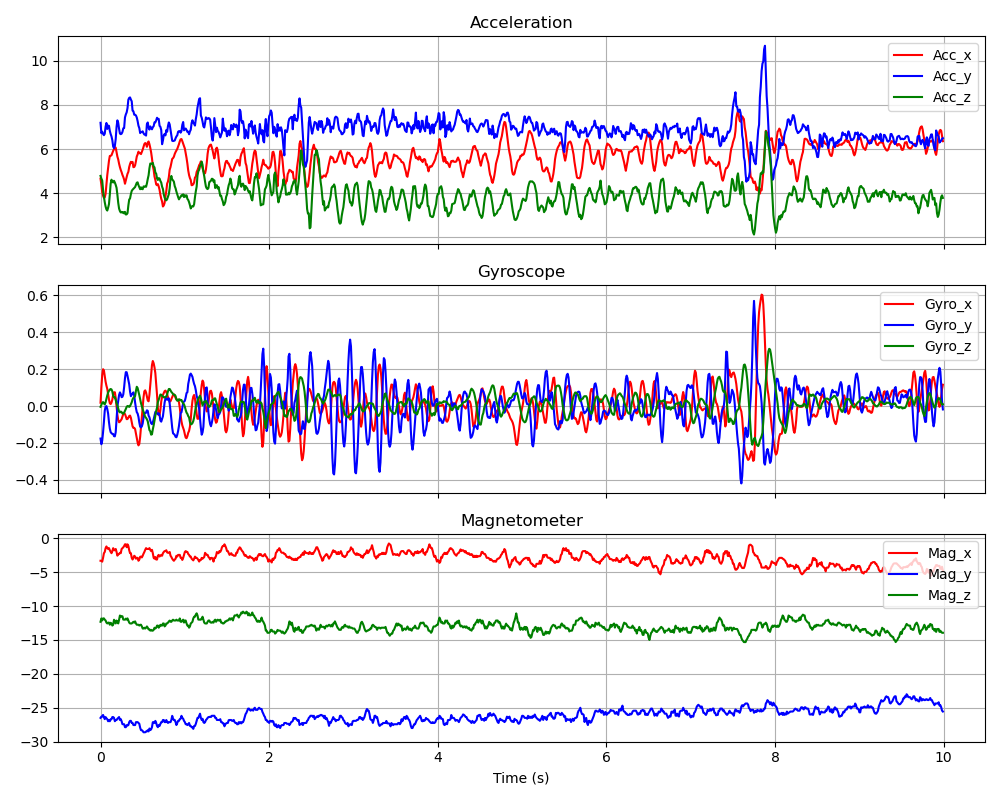 Acceleration
10
8
6
4
2
Acc_x
Acc_y
Acc_z
Gyroscope
0.6
0.4
0.2
0.0
−0.2
−0.4
Gyro_x
Gyro_y
Gyro_z
Magnetometer
0
−5
−10
−15
−20
−25
−30
Mag_x
Mag_y
Mag_z
0 2 4 6 8 10
Time (s)